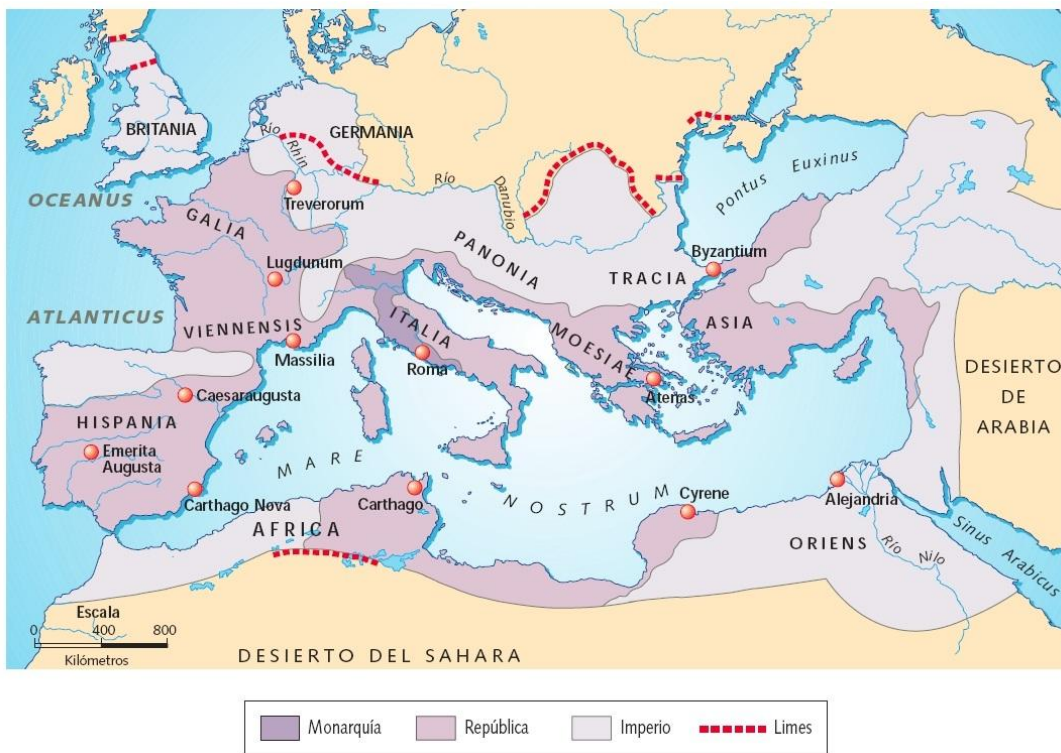 BRITANIA
GERMANIA
Río
Rhin
OCEANUS
Treverorum
Río
Danubio
Pontus Euxinus
GALIA
PANONIA
Byzantium
Lugdunum
TRACIA
ATLANTICUS
ITALIA
MOESIAE
ASIA
VIENNENSIS
Massilia
Roma
DESIERTO
DE
ARABIA
Caesaraugusta
Atenas
HISPANIA
Emerita
Augusta
MARE
NOSTRUM
Carthago Nova
Carthago
Cyrene
Alejandria
AFRICA
ORIENS
Río Nilo
Sinus Arabicus
Escala
0 400 800
Kilómetros
DESIERTO DEL SAHARA
Monarquía República Imperio Limes